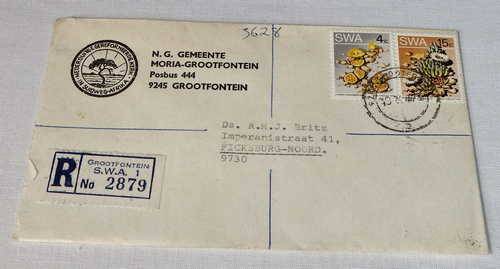 3628
N.G. GEMEENTE
MORIA-GROOTFONTEIN
Posbus 444
9245 GROOTFONTEIN
SWA 4c
SWA 15c
Ds. A.M.J. Britz
Imperanistraat 41,
FICKSBURG-NOORD.
9730
R
GROOTFONTEIN
S.W.A. 1
No 2879